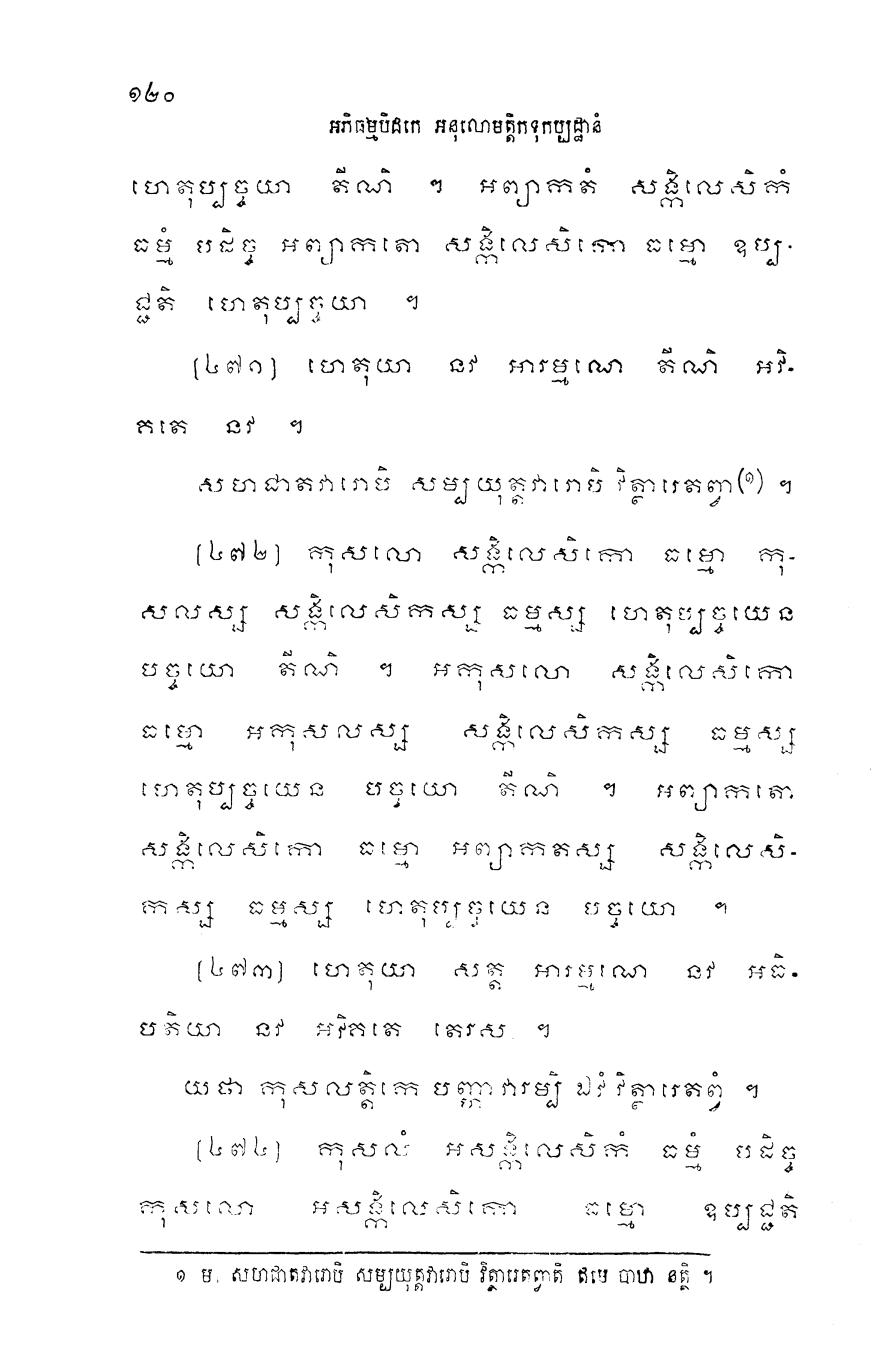 ១២០
អភិធម្មបិដកេ អនុលោមត្តិកទុកប្បដ្ឋានំ
ហេតុប្បច្ចយា តីណិ ។ អព្យាកតំ សង្កិលេសិកំ
ធម្មំ បដិច្ច អព្យាកតោ សង្កិលេសិកោ ធម្មោ ឧប្ប-
ជ្ជតិ ហេតុប្បច្ចយា ។
[៤៧១] ហេតុយា នវ អារម្មណេ តីណិ អវិ-
គតេ នវ ។
សហជាតវារោបិ សម្បយុត្តវារោបិ វិត្ថារេតព្វា(១) ។
[៤៧២] កុសលោ សង្កិលេសិកោ ធម្មោ កុ-
សលស្ស សង្កិលេសិកស្ស ធម្មស្ស ហេតុប្បច្ចយេន
បច្ចយោ តីណិ ។ អកុសលោ សង្កិលេសិកោ
ធម្មោ អកុសលស្ស សង្កិលេសិកស្ស ធម្មស្ស
ហេតុប្បច្ចយេន បច្ចយោ តីណិ ។ អព្យាកតោ
សង្កិលេសិកោ ធម្មោ អព្យាកតស្ស សង្កិលេសិ-
កស្ស ធម្មស្ស ហេតុប្បច្ចយេន បច្ចយោ ។
[៤៧៣] ហេតុយា សត្ត អារម្មណេ នវ អធិ-
បតិយា នវ អវិគតេ តេរស ។
យថា កុសលត្តិកេ បញ្ហាវារម្បិ ឯវំ វិត្ថារេតព្វំ ។
[៤៧៤] កុសលំ អសង្កិលេសិកំ ធម្មំ បដិច្ច
កុសលោ អសង្កិលេសិកោ ធម្មោ ឧប្បជ្ជតិ
១ ម. សហជាតវារោបិ សម្បយុត្តវារោបិ វិត្ថារេតព្វាតិ ឥមេ បាឋា នត្ថិ ។